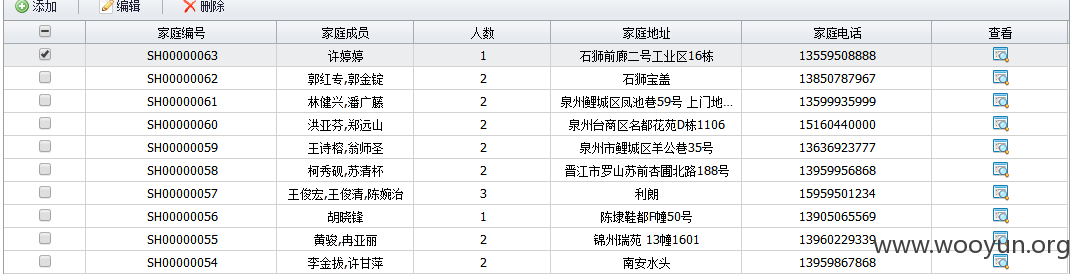 添加 编辑 删除
家庭编号 家庭成员 人数 家庭地址 家庭电话 查看
SH00000063 许婷婷 1 石狮前廊二号工业区16栋 13559508888
SH00000062 郭红专,郭金锭 2 石狮宝盖 13850787967
SH00000061 林健兴,潘广藤 2 泉州鲤城区凤池巷59号 上门地... 13599935999
SH00000060 洪亚芬,郑远山 2 泉州台商区名都花苑D栋1106 15160440000
SH00000059 王诗榕,翁师圣 2 泉州市鲤城区羊公巷35号 13636923777
SH00000058 柯秀砚,苏清杯 2 晋江市罗山苏前杏圃北路188号 13959956868
SH00000057 王俊宏,王俊清,陈婉治 3 利朗 15959501234
SH00000056 胡晓锋 1 陈埭鞋都F幢50号 13905065569
SH00000055 黄骏,冉亚丽 2 锦州瑞苑 13幢1601 13960229339
SH00000054 李金拔,许甘萍 2 南安水头 13959867868
www.wooyun.org